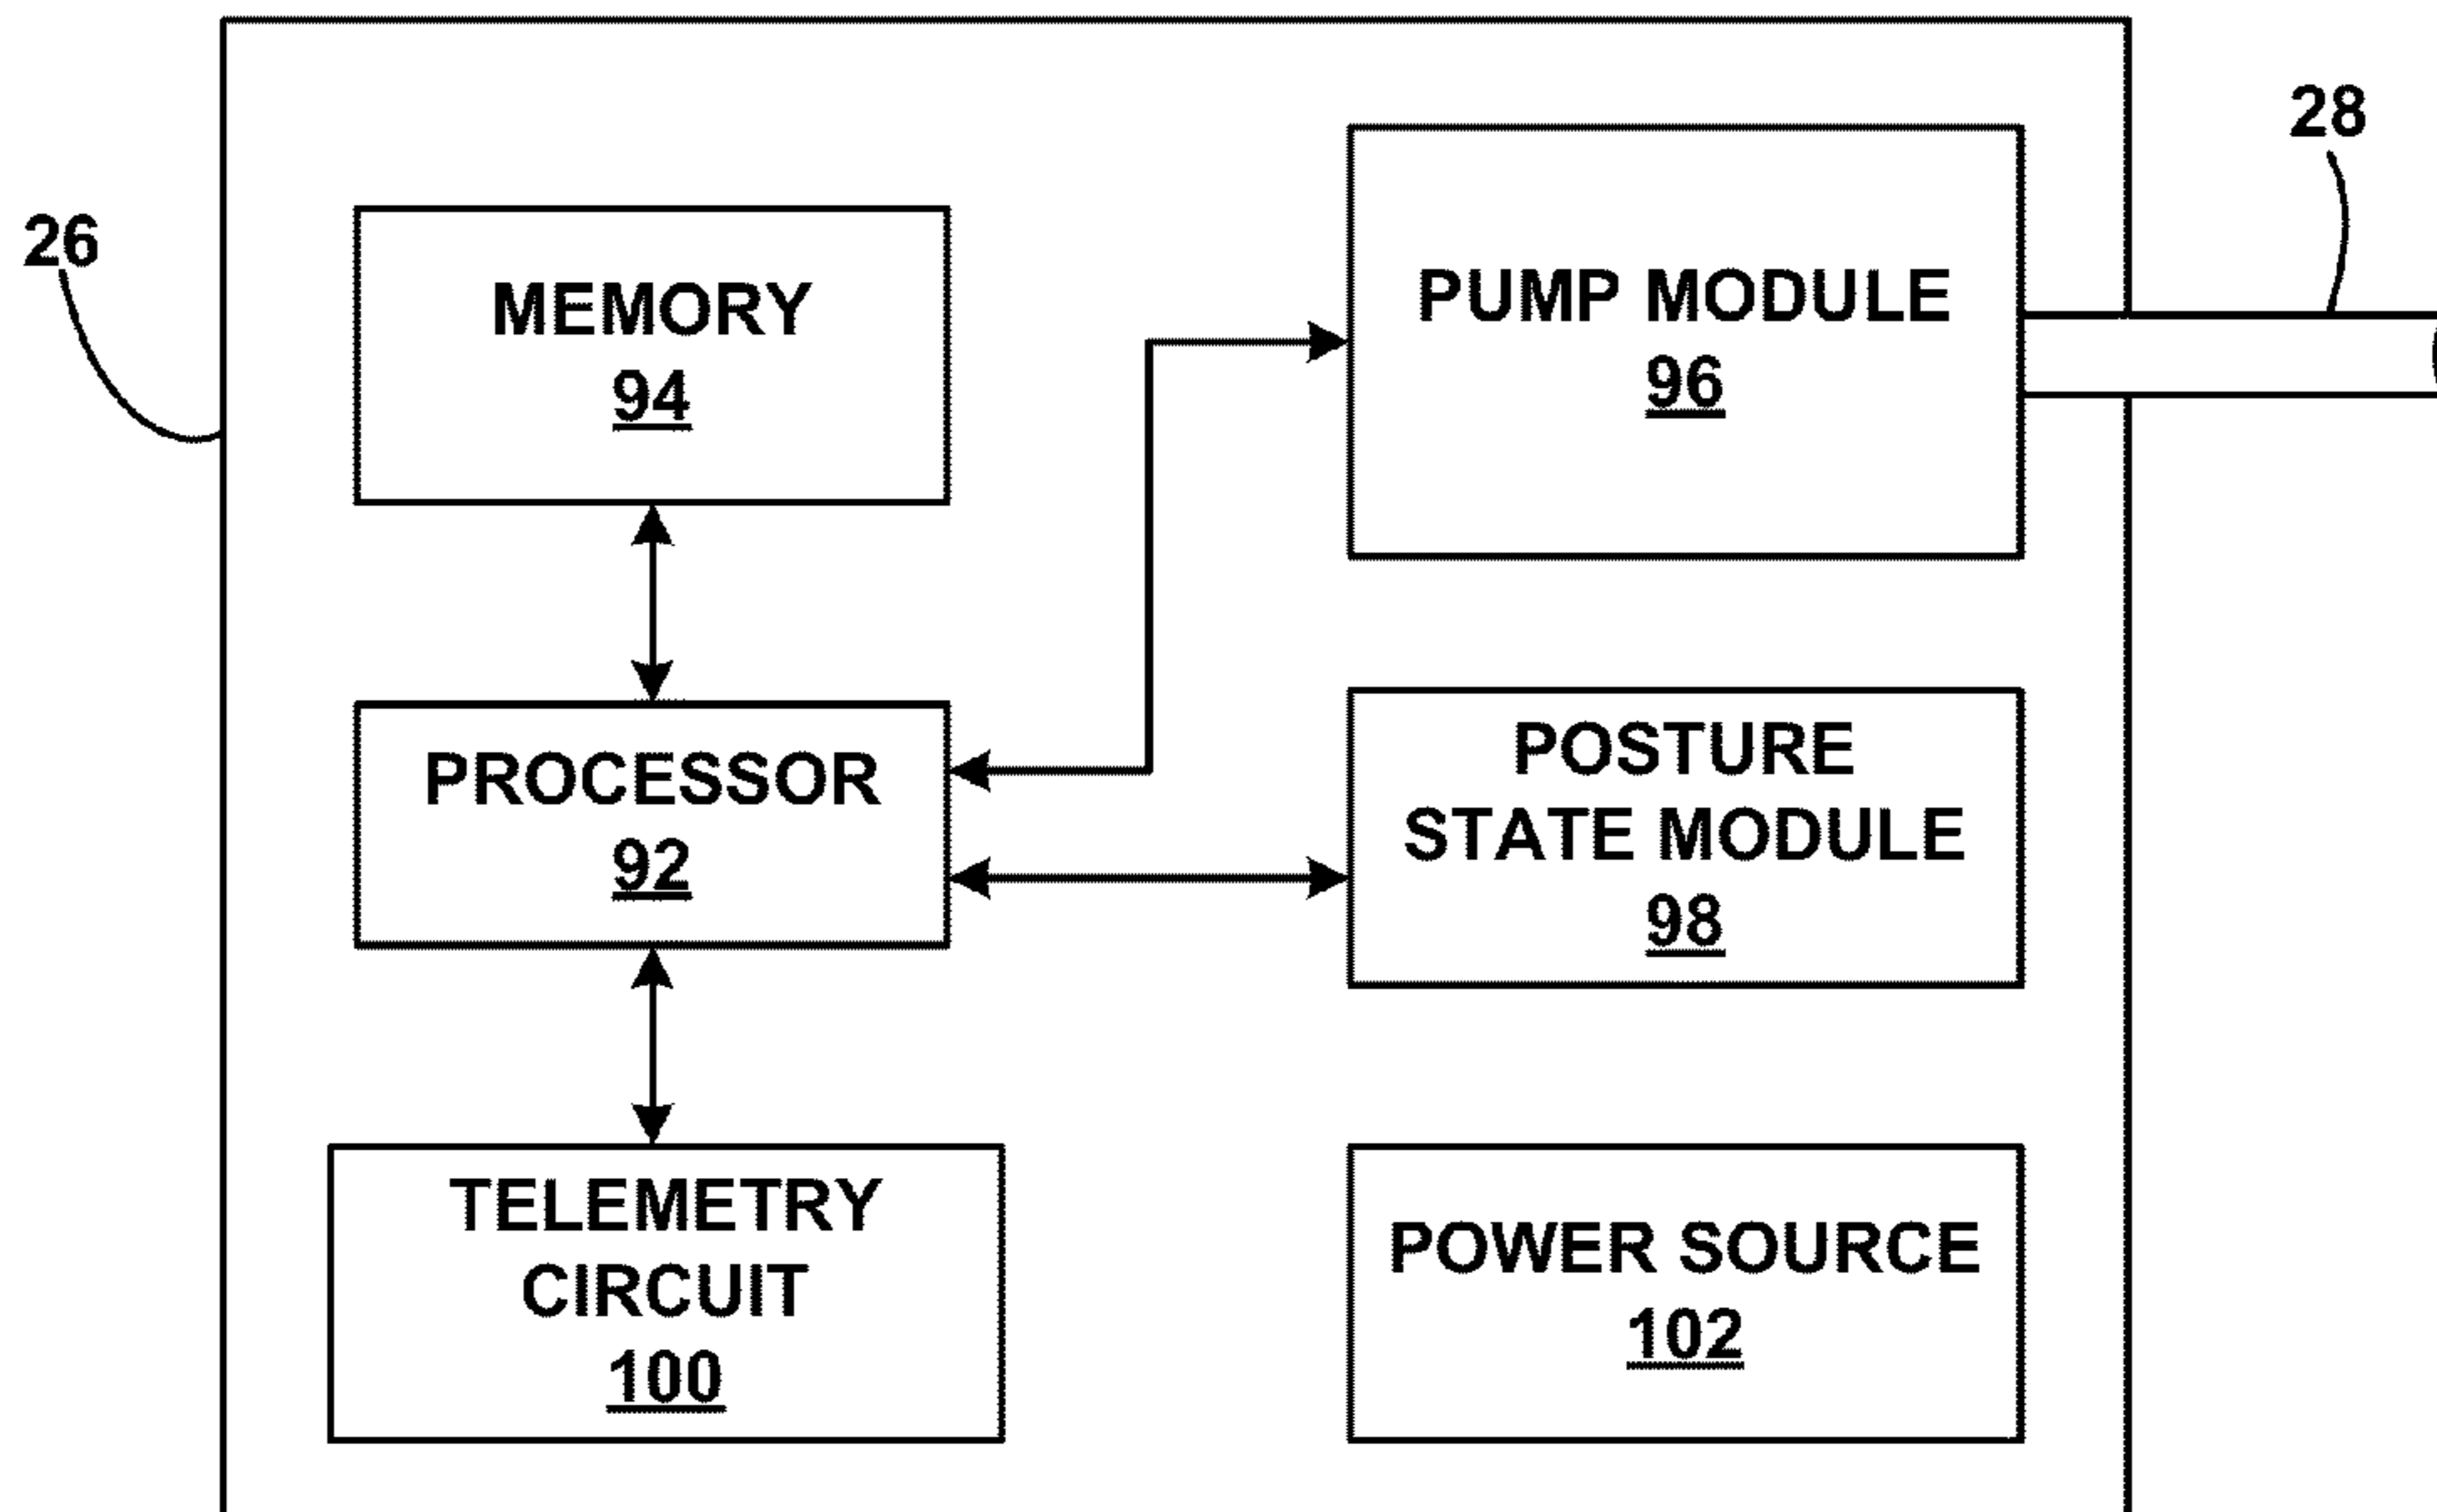 26
28
MEMORY
94
PUMP MODULE
96
PROCESSOR
92
POSTURE
STATE MODULE
98
TELEMETRY
CIRCUIT
100
POWER SOURCE
102